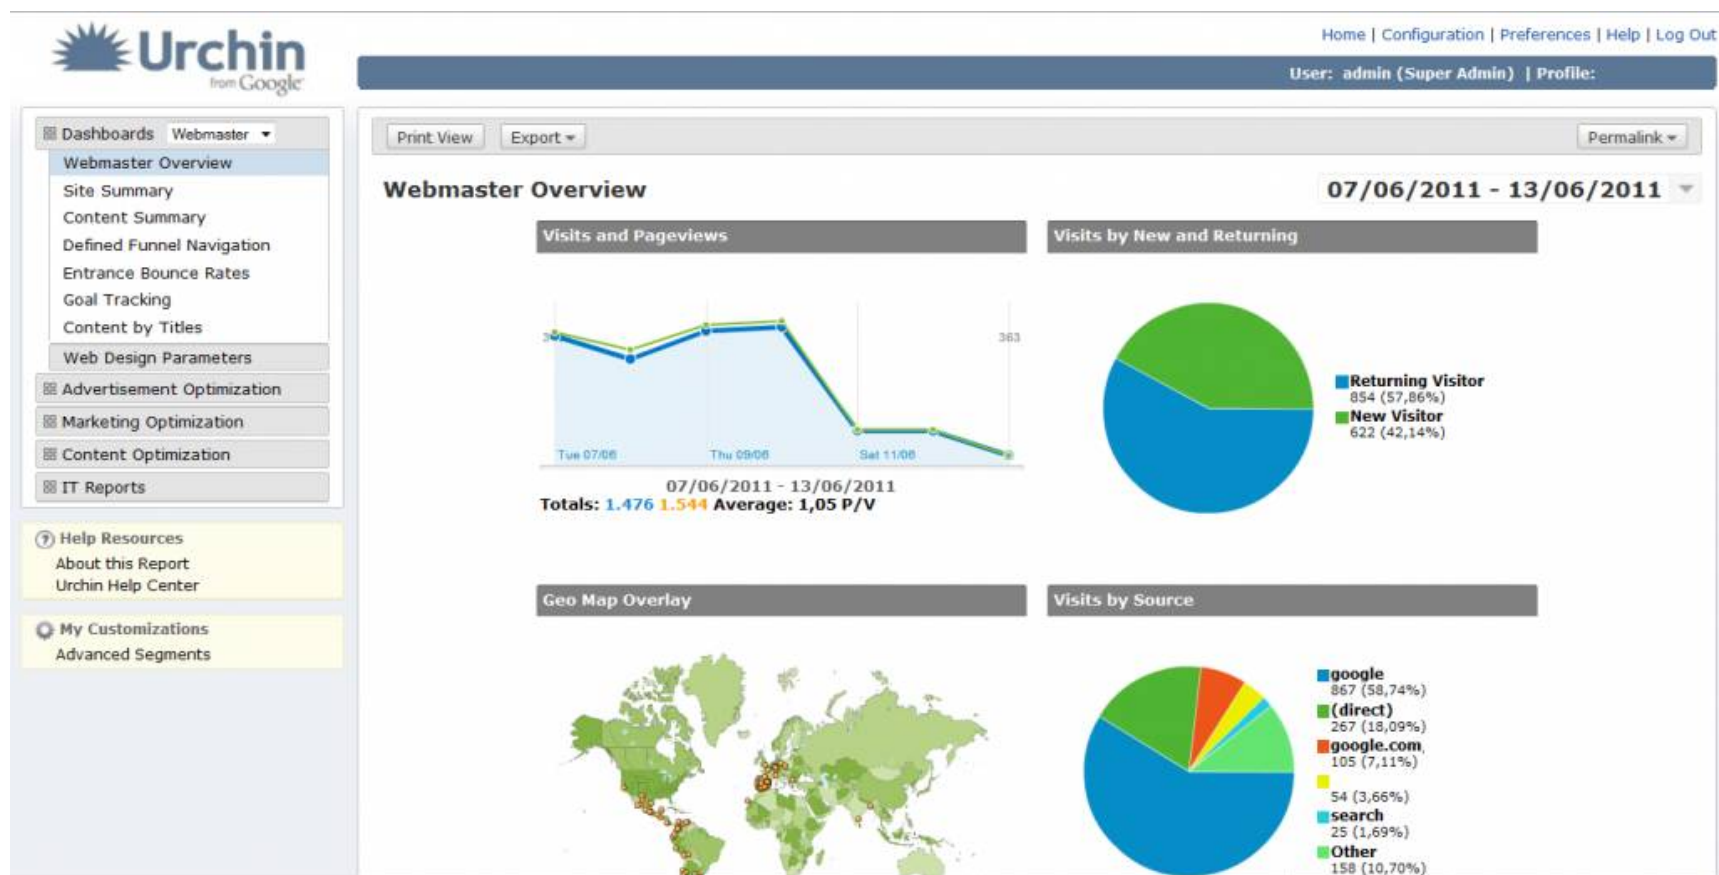 Urchin
from Google
Home | Configuration | Preferences | Help | Log Out
User: admin (Super Admin) | Profile:
Dashboards Webmaster
Webmaster Overview
Site Summary
Content Summary
Defined Funnel Navigation
Entrance Bounce Rates
Goal Tracking
Content by Titles
Web Design Parameters
Advertisement Optimization
Marketing Optimization
Content Optimization
IT Reports
Help Resources
About this Report
Urchin Help Center
My Customizations
Advanced Segments
Print View Export Permalink
Webmaster Overview 07/06/2011 - 13/06/2011
Visits and Pageviews
363
Tue 07/06 Thu 09/06 Sat 11/06
07/06/2011 - 13/06/2011
Totals: 1.476 1.544 Average: 1,05 P/V
Visits by New and Returning
Returning Visitor
854 (57,86%)
New Visitor
622 (42,14%)
Geo Map Overlay
Visits by Source
google
867 (58,74%)
(direct)
267 (18,09%)
google.com,
105 (7,11%)
54 (3,66%)
search
25 (1,69%)
Other
158 (10,70%)